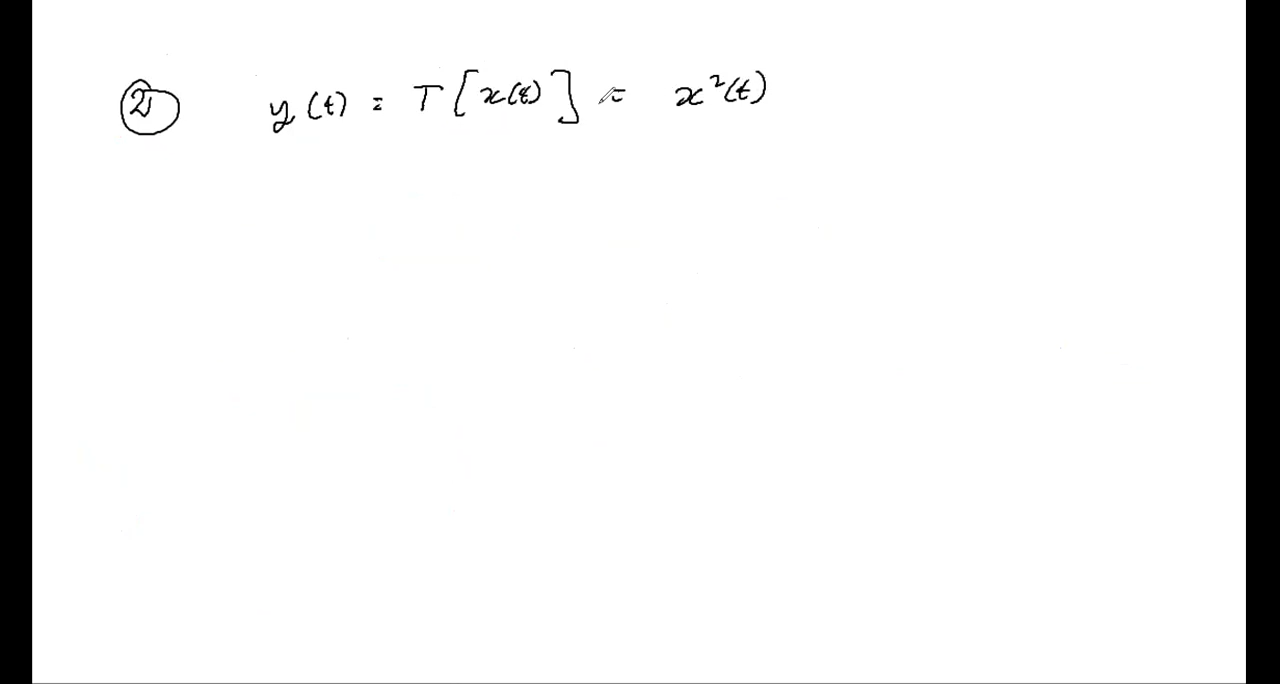 ② y(t) = T[x(t)] = x²(t)